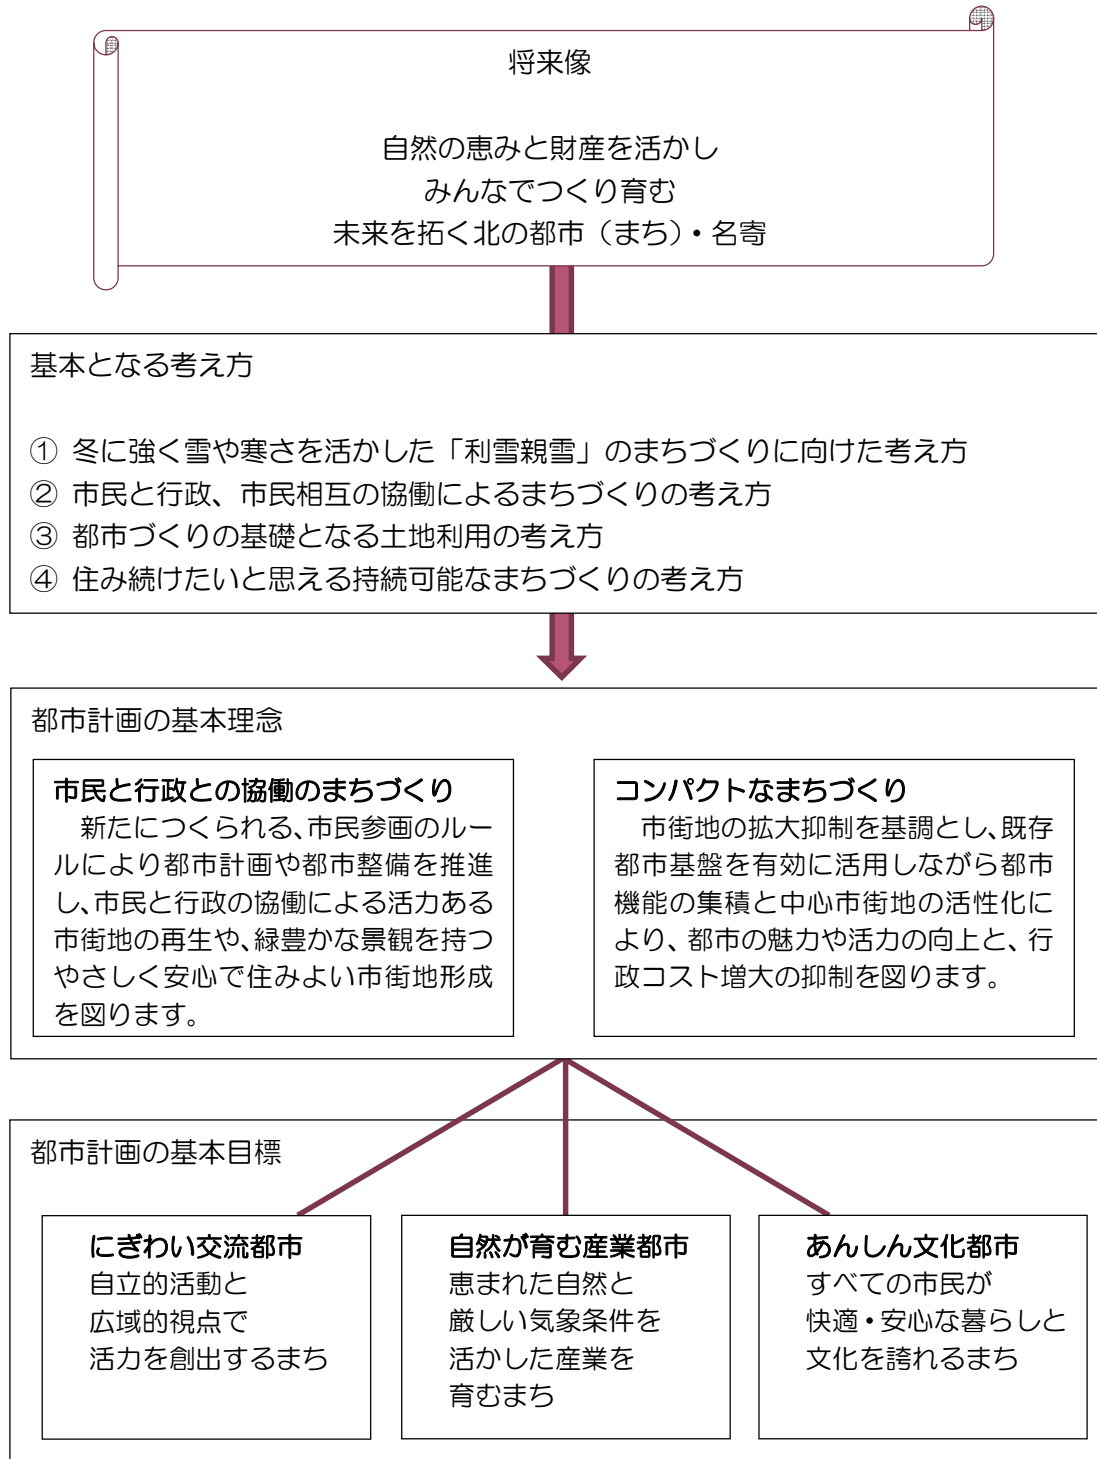 将来像
自然の恵みと財産を活かし
みんなでつくり育む
未来を拓く北の都市（まち）・名寄
基本となる考え方
① 冬に強く雪や寒さを活かした「利雪親雪」のまちづくりに向けた考え方
② 市民と行政、市民相互の協働によるまちづくりの考え方
③ 都市づくりの基礎となる土地利用の考え方
④ 住み続けたいと思える持続可能なまちづくりの考え方
都市計画の基本理念
市民と行政との協働のまちづくり
新たにつくられる、市民参画のルー
ルにより都市計画や都市整備を推進
し、市民と行政の協働による活力ある
市街地の再生や、緑豊かな景観を持つ
やさしく安心で住みよい市街地形成
を図ります。
コンパクトなまちづくり
市街地の拡大抑制を基調とし、既存
都市基盤を有効に活用しながら都市
機能の集積と中心市街地の活性化に
より、都市の魅力や活力の向上と、行
政コスト増大の抑制を図ります。
都市計画の基本目標
にぎわい交流都市
自立的活動と
広域的視点で
活力を創出するまち
自然が育む産業都市
恵まれた自然と
厳しい気象条件を
活かした産業を
育むまち
あんしん文化都市
すべての市民が
快適・安心な暮らしと
文化を誇れるまち